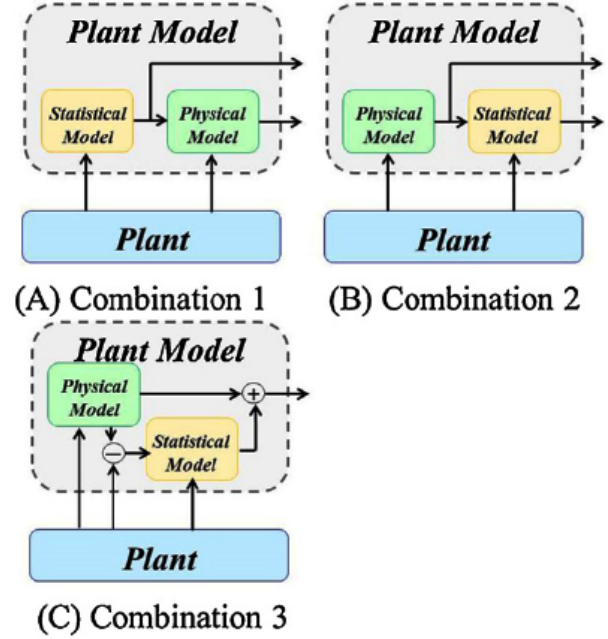 Plant Model
Statistical
Model
Physical
Model
Plant
(A) Combination 1
Plant Model
Physical
Model
Statistical
Model
Plant
(B) Combination 2
Plant Model
Physical
Model
+
−
Statistical
Model
Plant
(C) Combination 3